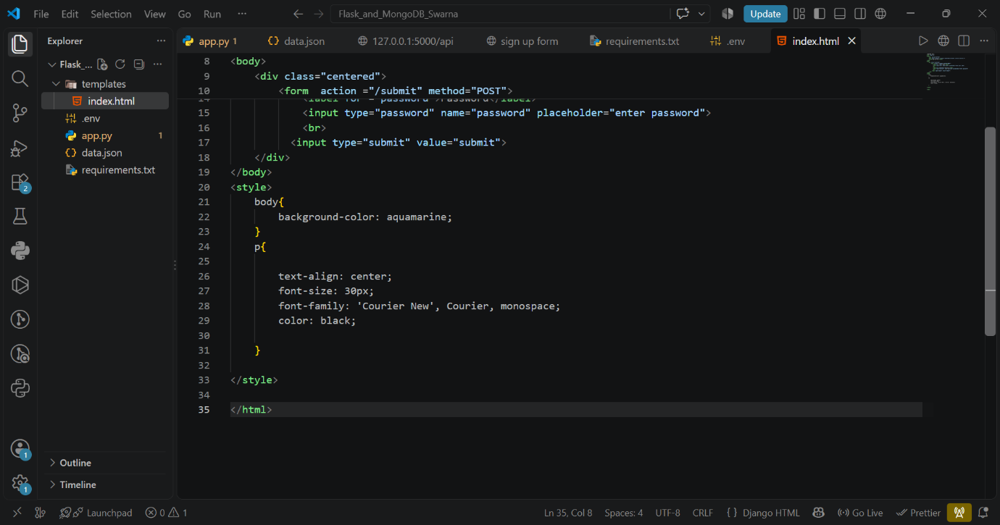 File Edit Selection View Go Run ··· Flask_and_MongoDB_Swarna Update
Explorer ···
app.py 1 data.json 127.0.0.1:5000/api sign up form requirements.txt .env index.html
Flask_... ···
templates
index.html
.env
app.py 1
data.json
requirements.txt
8 <body>
9 <div class="centered">
10 <form action ="/submit" method="POST">
15 <input type="password" name="password" placeholder="enter password">
16 <br>
17 <input type="submit" value="submit">
18 </div>
19 </body>
20 <style>
21 body{
22 background-color: aquamarine;
23 }
24 p{
25
26 text-align: center;
27 font-size: 30px;
28 font-family: 'Courier New', Courier, monospace;
29 color: black;
30
31 }
32
33 </style>
34
35 </html>
2
1
1
Outline
Timeline
Launchpad 0 1 Ln 35, Col 8 Spaces: 4 UTF-8 CRLF { } Django HTML Go Live Prettier